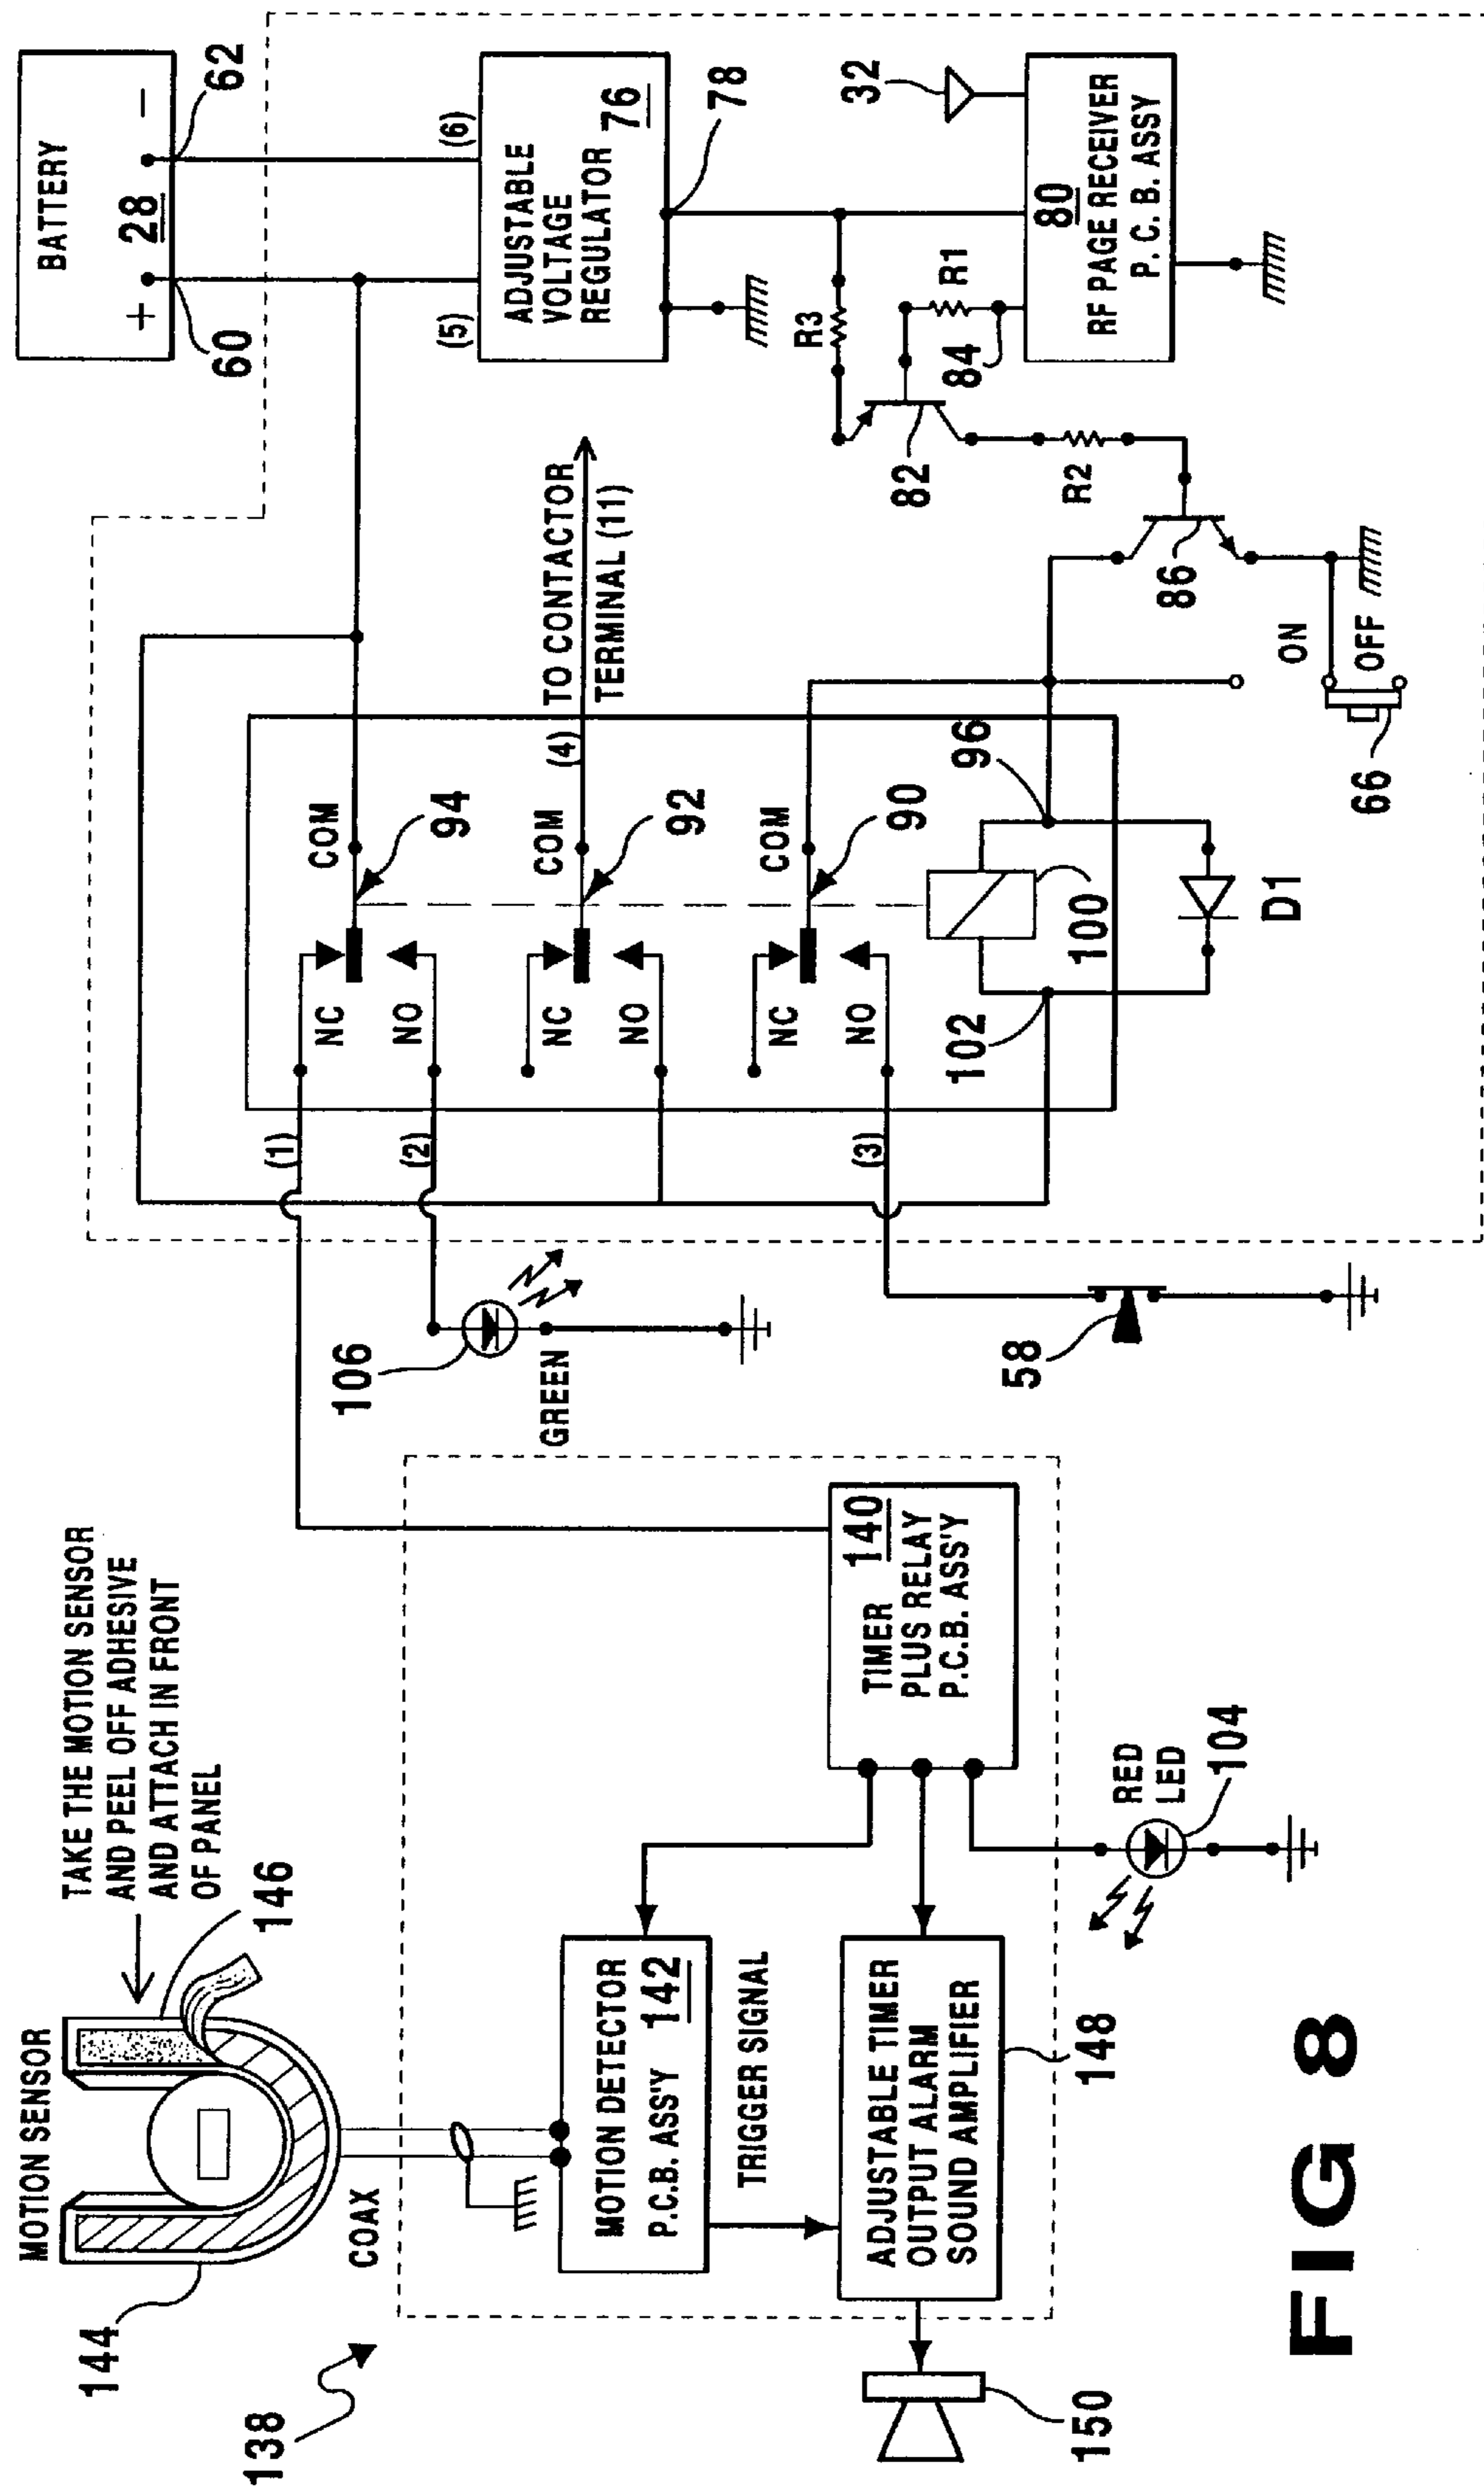 MOTION SENSOR
144
146
TAKE THE MOTION SENSOR
AND PEEL OFF ADHESIVE
AND ATTACH IN FRONT
OF PANEL
COAX
138
MOTION DETECTOR
P.C.B. ASS'Y 142
TRIGGER SIGNAL
ADJUSTABLE TIMER
OUTPUT ALARM
SOUND AMPLIFIER
148
150
TIMER 140
PLUS RELAY
P.C.B. ASS'Y
RED
LED
104
106
GREEN
58
(1)
(2)
(3)
NC
NO
COM
94
NC
NO
COM
92
(4)
TO CONTACTOR
TERMINAL (11)
NC
NO
COM
90
102
100
96
D1
66
ON
OFF
86
R2
82
R3
84
R1
BATTERY
28
+
-
60
62
(5)
(6)
ADJUSTABLE
VOLTAGE
REGULATOR 76
78
32
80
RF PAGE RECEIVER
P. C. B. ASSY
FIG 8